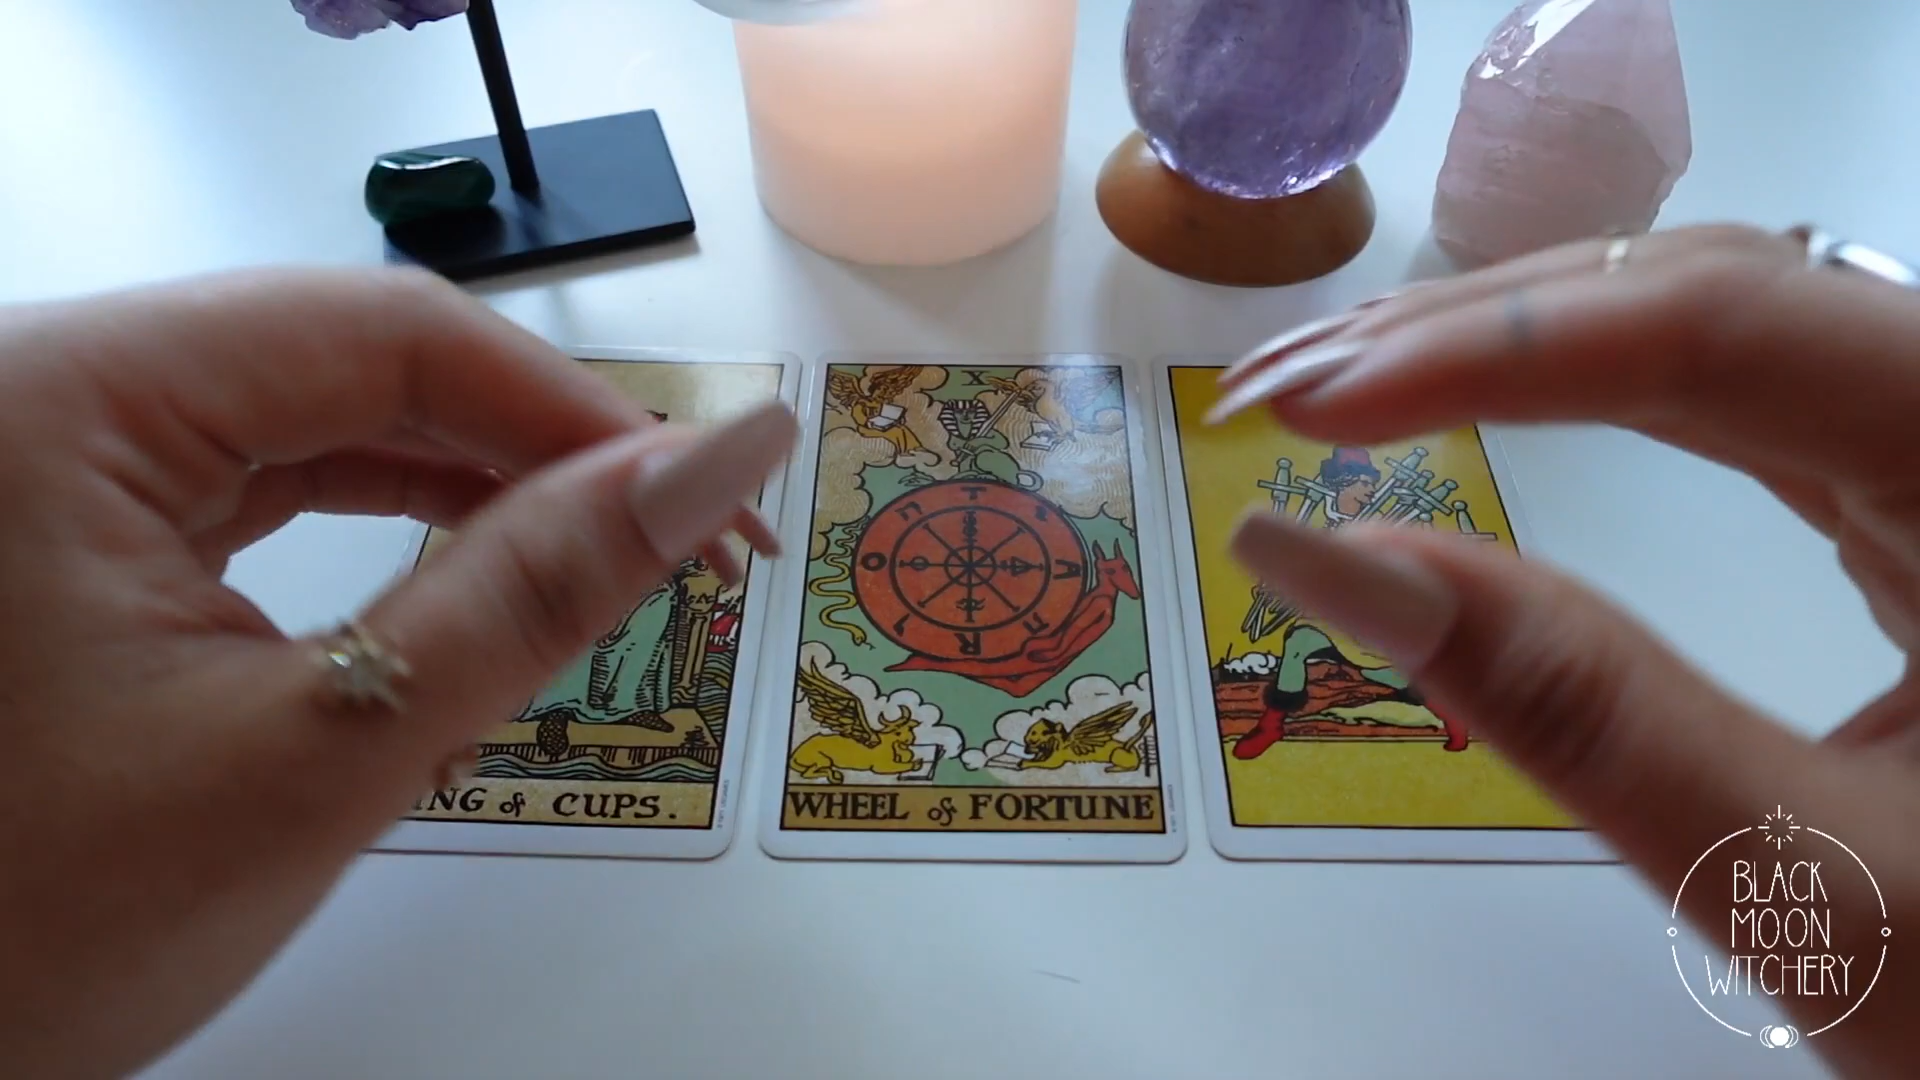 X
T
A
R
O
ING of CUPS.
WHEEL of FORTUNE
BLACK
MOON
WITCHERY